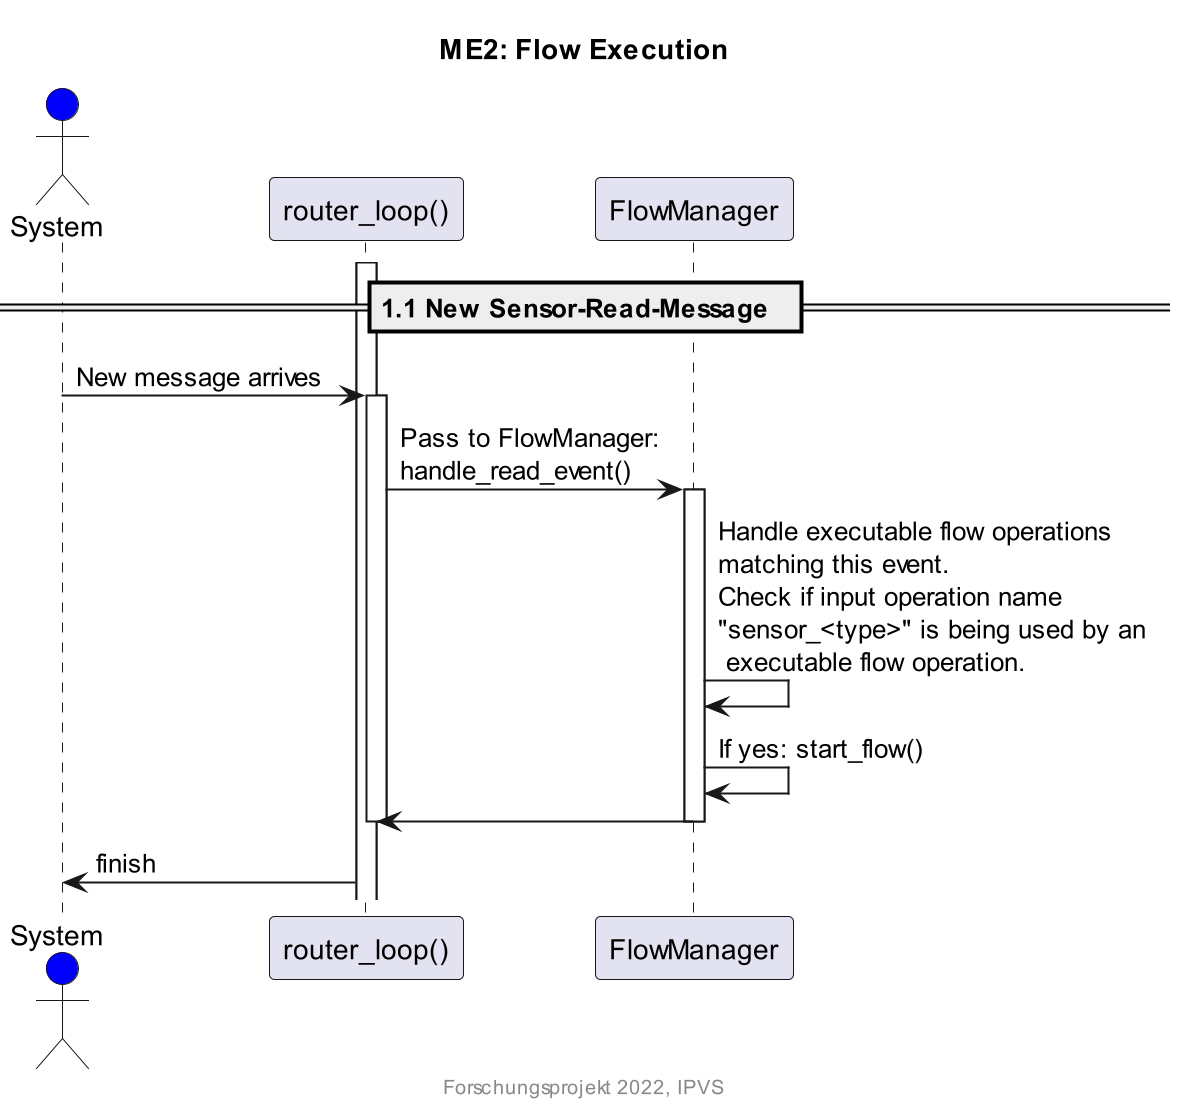 ME2: Flow Execution
System
router_loop()
FlowManager
1.1 New Sensor-Read-Message
New message arrives
Pass to FlowManager:
handle_read_event()
Handle executable flow operations
matching this event.
Check if input operation name
"sensor_<type>" is being used by an
executable flow operation.
If yes: start_flow()
finish
System
router_loop()
FlowManager
Forschungsprojekt 2022, IPVS